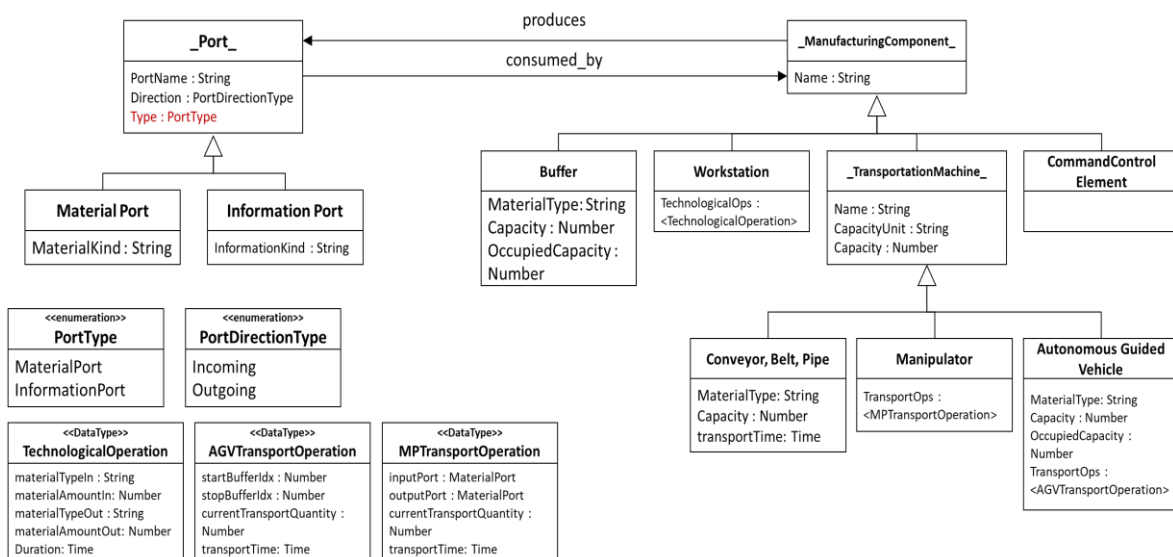 produces
consumed_by
_Port_
PortName : String
Direction : PortDirectionType
Type : PortType
_ManufacturingComponent_
Name : String
Material Port
MaterialKind : String
Information Port
InformationKind : String
Buffer
MaterialType: String
Capacity : Number
OccupiedCapacity :
Number
Workstation
TechnologicalOps :
<TechnologicalOperation>
_TransportationMachine_
Name : String
CapacityUnit : String
Capacity : Number
CommandControl
Element
<<enumeration>>
PortType
MaterialPort
InformationPort
<<enumeration>>
PortDirectionType
Incoming
Outgoing
Conveyor, Belt, Pipe
MaterialType: String
Capacity : Number
transportTime: Time
Manipulator
TransportOps :
<MPTransportOperation>
Autonomous Guided
Vehicle
MaterialType: String
Capacity : Number
OccupiedCapacity :
Number
TransportOps :
<AGVTransportOperation>
<<DataType>>
TechnologicalOperation
materialTypeIn : String
materialAmountIn: Number
materialTypeOut : String
materialAmountOut: Number
Duration: Time
<<DataType>>
AGVTransportOperation
startBufferIdx : Number
stopBufferIdx : Number
currentTransportQuantity :
Number
transportTime: Time
<<DataType>>
MPTransportOperation
inputPort : MaterialPort
outputPort : MaterialPort
currentTransportQuantity :
Number
transportTime: Time